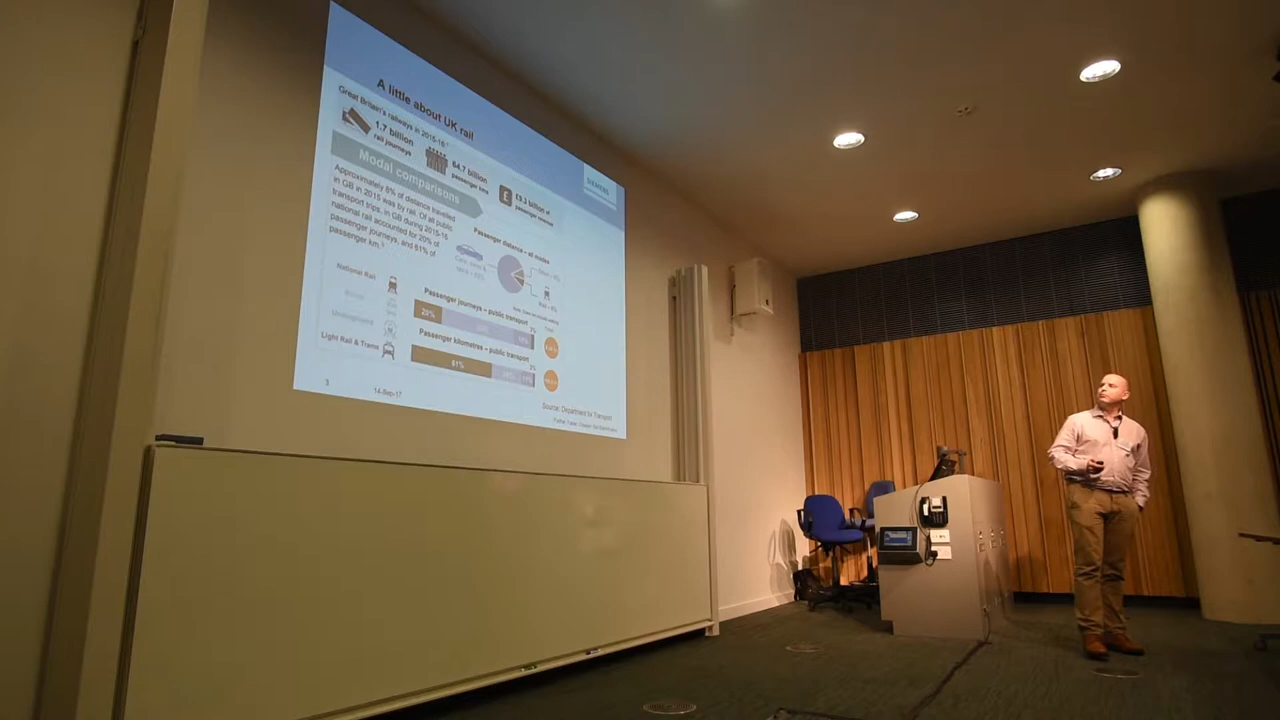 A little about UK rail
Great Britain's railways in 2015-16
1.7 billion
rail journeys
64.7 billion
passenger kms
£9.3 billion of
passenger revenue
SIEMENS
Modal comparisons
Approximately 8% of distance travelled
in GB in 2015 was by rail. Of all public
transport trips, in GB during 2015-16
national rail accounted for 20% of
passenger journeys, and 61% of
passenger km.
Passenger distance – all modes
National Rail
Underground
Light Rail & Trams
Passenger journeys – public transport
20%
Passenger kilometres – public transport
61%
3
14-Sep-17
Source: Department for Transport